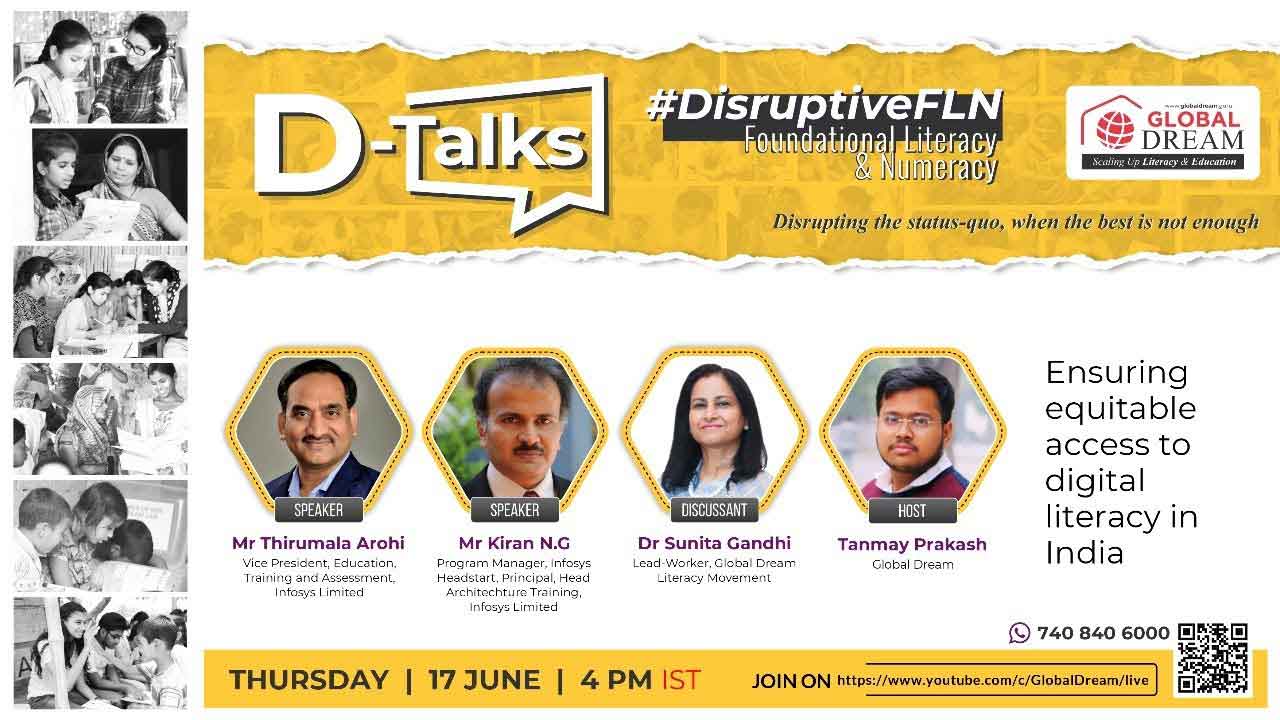 D-Talks
#DisruptiveFLN
Foundational Literacy
& Numeracy
Disrupting the status-quo, when the best is not enough
www.globaldream.guru
GLOBAL
DREAM
Scaling Up Literacy & Education
SPEAKER
Mr Thirumala Arohi
Vice President, Education,
Training and Assessment,
Infosys Limited
SPEAKER
Mr Kiran N.G
Program Manager, Infosys
Headstart, Principal, Head
Architechture Training,
Infosys Limited
DISCUSSANT
Dr Sunita Gandhi
Lead-Worker, Global Dream
Literacy Movement
HOST
Tanmay Prakash
Global Dream
Ensuring
equitable
access to
digital
literacy in
India
740 840 6000
THURSDAY | 17 JUNE | 4 PM IST
JOIN ON https://www.youtube.com/c/GlobalDream/live